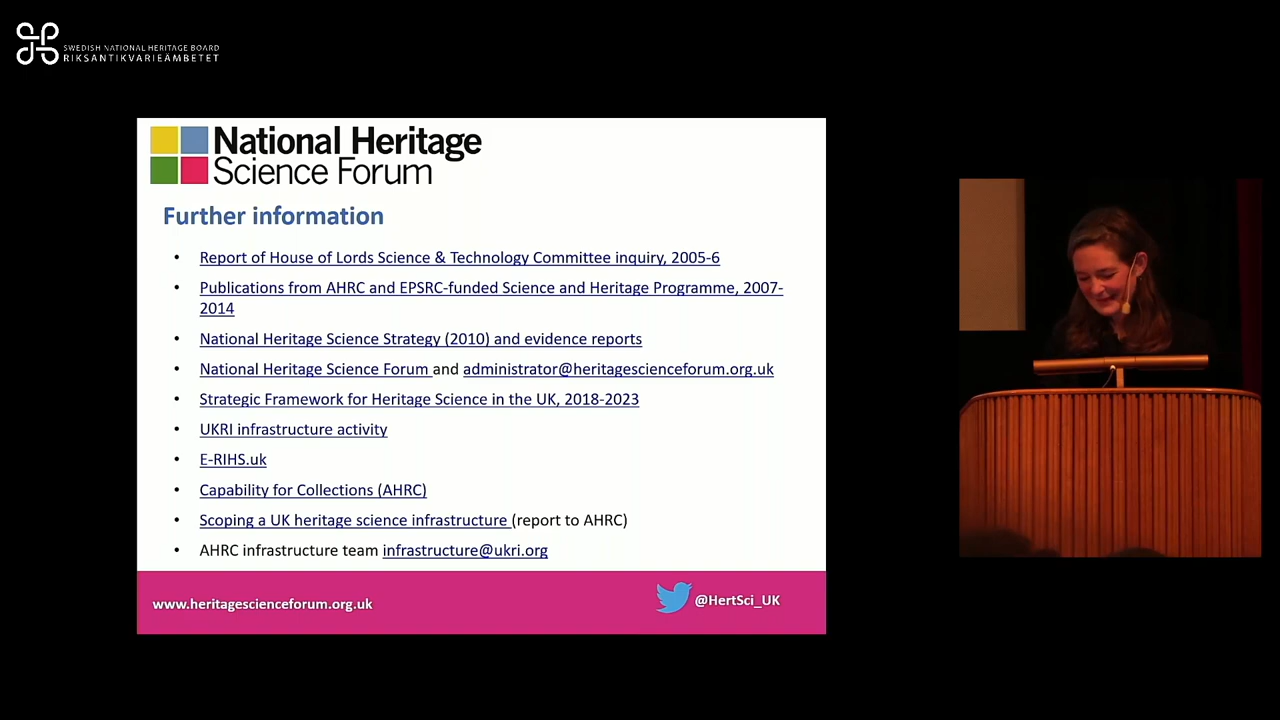 SWEDISH NATIONAL HERITAGE BOARD
RIKSANTIKVARIEÄMBETET
National Heritage
Science Forum
Further information
• Report of House of Lords Science & Technology Committee inquiry, 2005-6
• Publications from AHRC and EPSRC-funded Science and Heritage Programme, 2007-
2014
• National Heritage Science Strategy (2010) and evidence reports
• National Heritage Science Forum and administrator@heritagescienceforum.org.uk
• Strategic Framework for Heritage Science in the UK, 2018-2023
• UKRI infrastructure activity
• E-RIHS.uk
• Capability for Collections (AHRC)
• Scoping a UK heritage science infrastructure (report to AHRC)
• AHRC infrastructure team infrastructure@ukri.org
www.heritagescienceforum.org.uk
@HertSci_UK